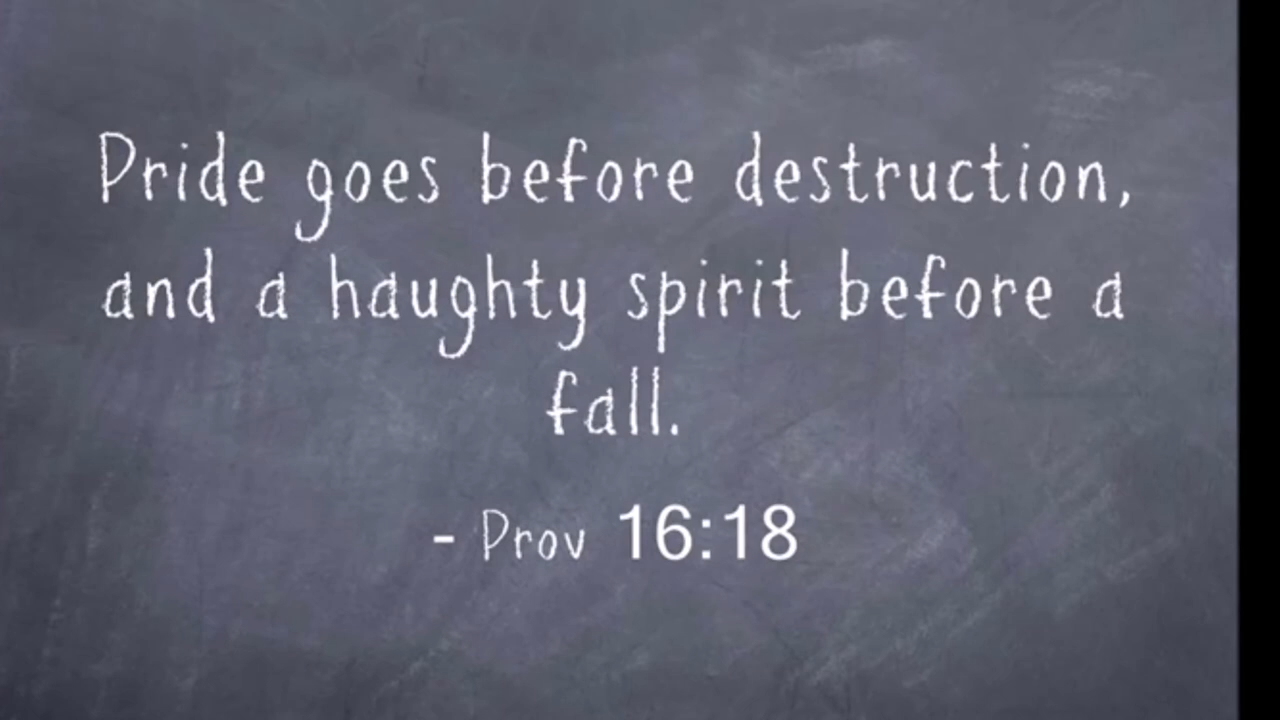 Pride goes before destruction,
and a haughty spirit before a
fall.
- Prov 16:18